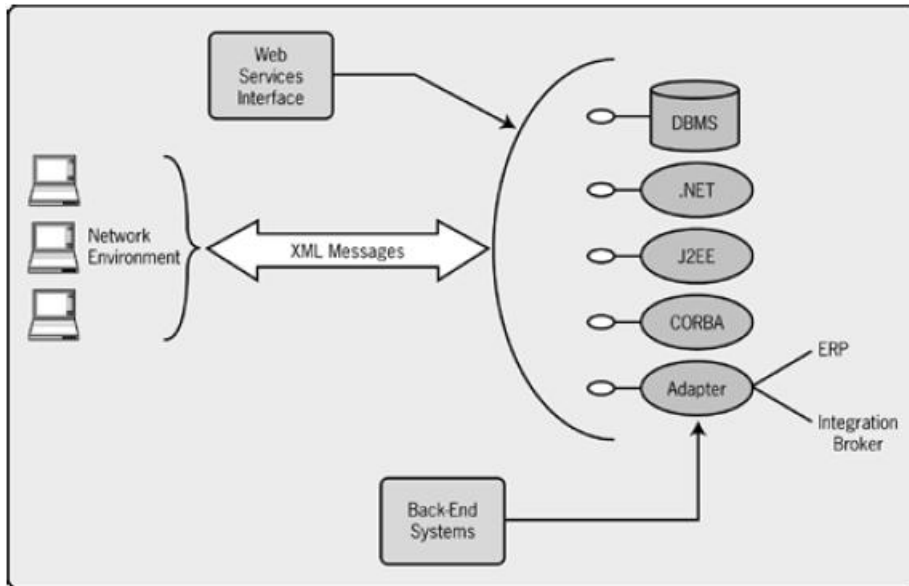 Web
Services
Interface
DBMS
.NET
Network
Environment
XML Messages
J2EE
CORBA
ERP
Adapter
Integration
Broker
Back-End
Systems